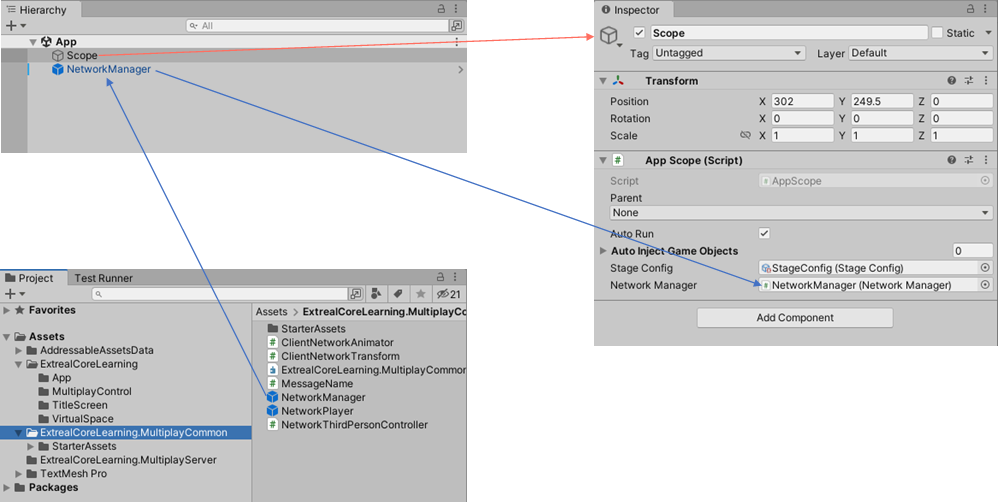 Hierarchy
All
App
Scope
NetworkManager
Inspector
Scope
Static
Tag Untagged Layer Default
Transform
Position X 302 Y 249.5 Z 0
Rotation X 0 Y 0 Z 0
Scale X 1 Y 1 Z 1
App Scope (Script)
Script AppScope
Parent
None
Auto Run
Auto Inject Game Objects 0
Stage Config StageConfig (Stage Config)
Network Manager NetworkManager (Network Manager)
Add Component
Project Test Runner
21
Favorites
Assets
AddressableAssetsData
ExtrealCoreLearning
App
MultiplayControl
TitleScreen
VirtualSpace
ExtrealCoreLearning.MultiplayCommon
StarterAssets
ExtrealCoreLearning.MultiplayServer
TextMesh Pro
Packages
Assets > ExtrealCoreLearning.MultiplayCo
StarterAssets
ClientNetworkAnimator
ClientNetworkTransform
ExtrealCoreLearning.MultiplayCommon
MessageName
NetworkManager
NetworkPlayer
NetworkThirdPersonController